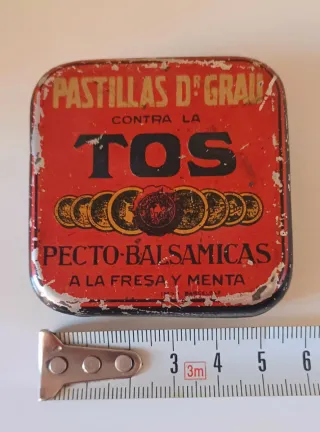 PASTILLAS DR GRAU
CONTRA LA
TOS
PECTO-BALSAMICAS
A LA FRESA Y MENTA
3 3m 4 5 6